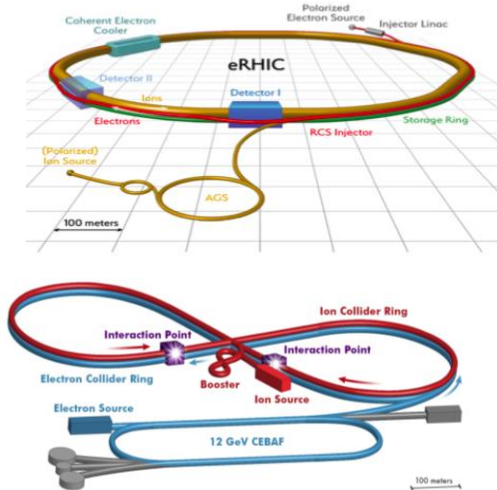 Polarized
Electron Source
Injector Linac
Coherent Electron
Cooler
eRHIC
Detector II
Detector I
Ions
Electrons
RCS Injector
Storage Ring
(Polarized)
Ion Source
AGS
100 meters
Ion Collider Ring
Interaction Point
Interaction Point
Electron Collider Ring
Booster
Ion Source
Electron Source
12 GeV CEBAF
100 meters